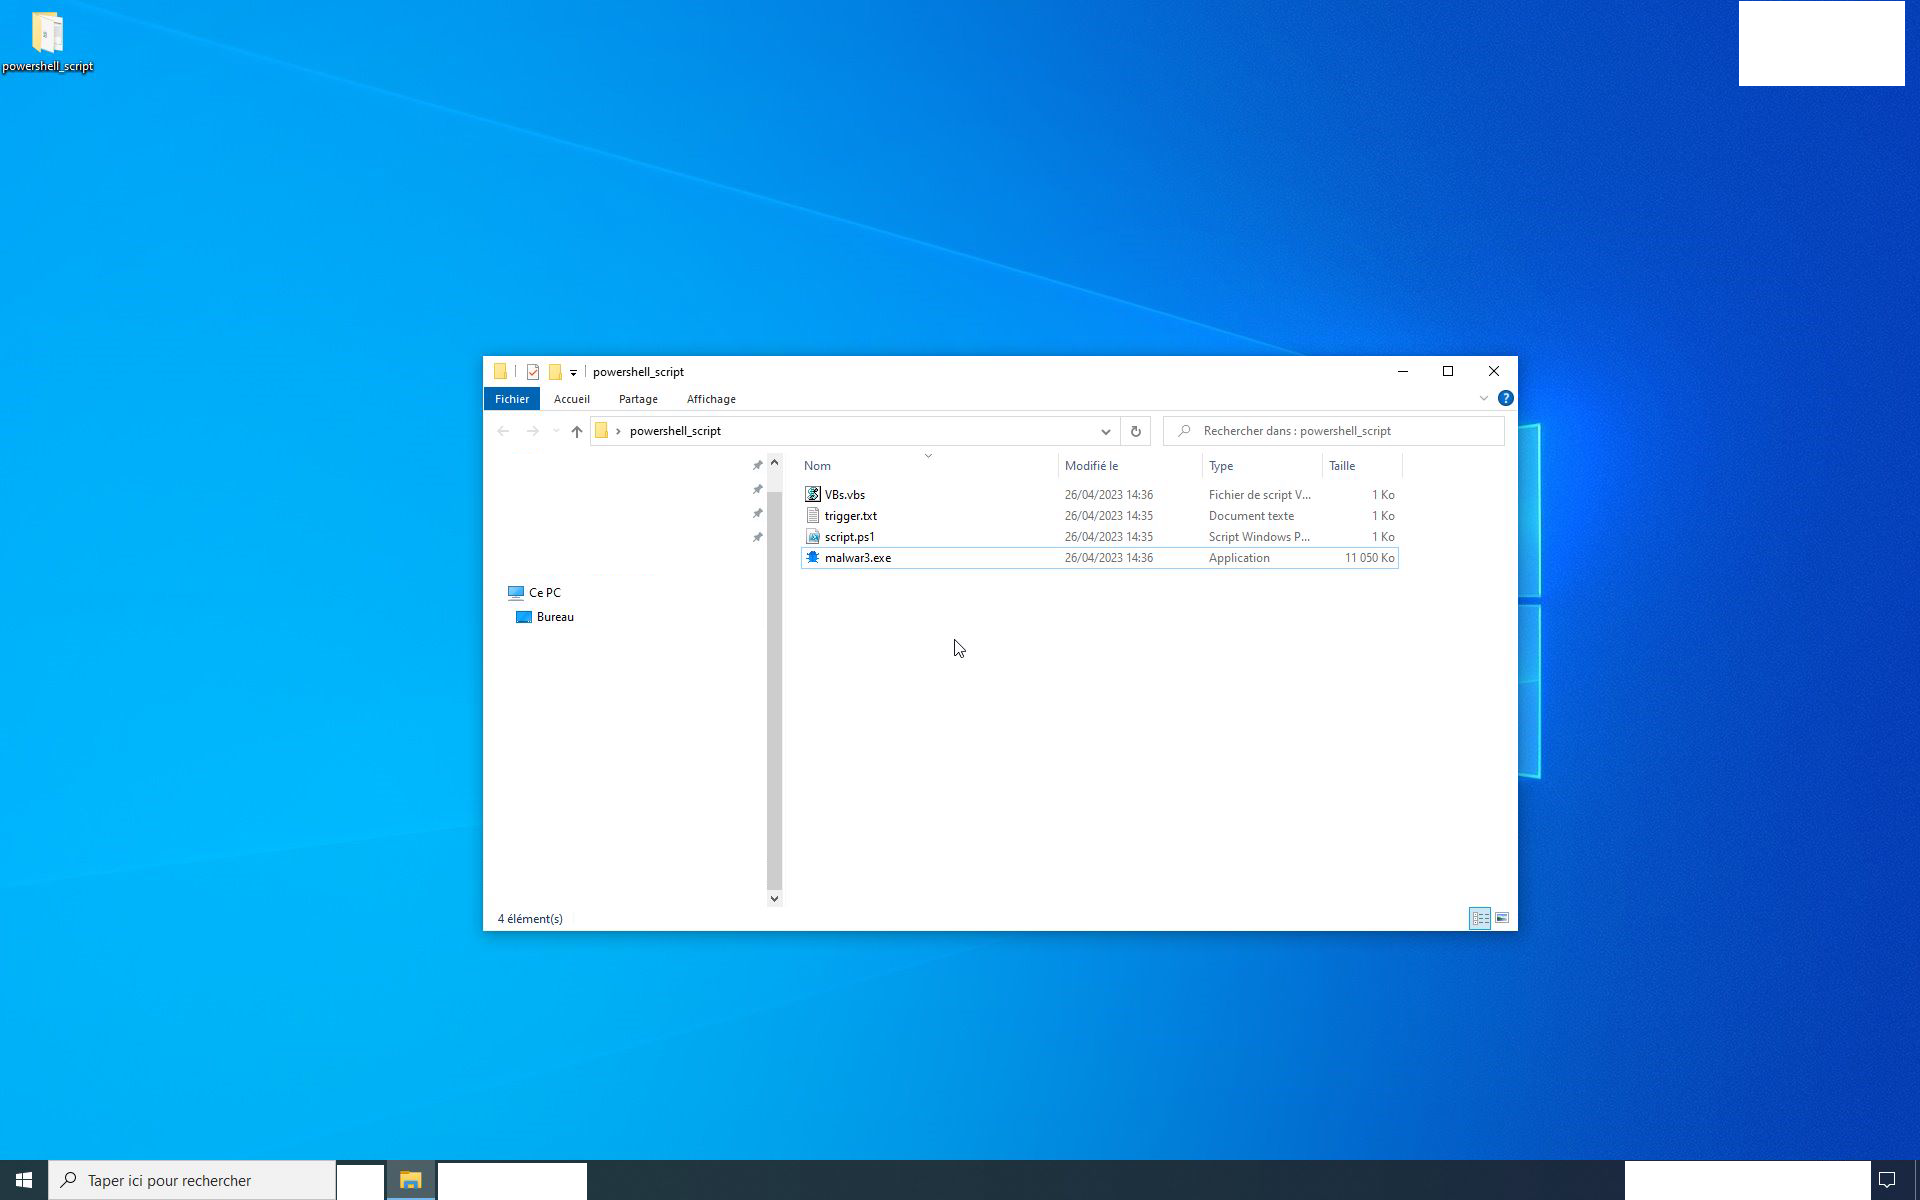 powershell_script
powershell_script
Fichier Accueil Partage Affichage
powershell_script Rechercher dans : powershell_script
Nom Modifié le Type Taille
VBs.vbs 26/04/2023 14:36 Fichier de script V... 1 Ko
trigger.txt 26/04/2023 14:35 Document texte 1 Ko
script.ps1 26/04/2023 14:35 Script Windows P... 1 Ko
malwar3.exe 26/04/2023 14:36 Application 11 050 Ko
Ce PC
Bureau
4 élément(s)
Taper ici pour rechercher